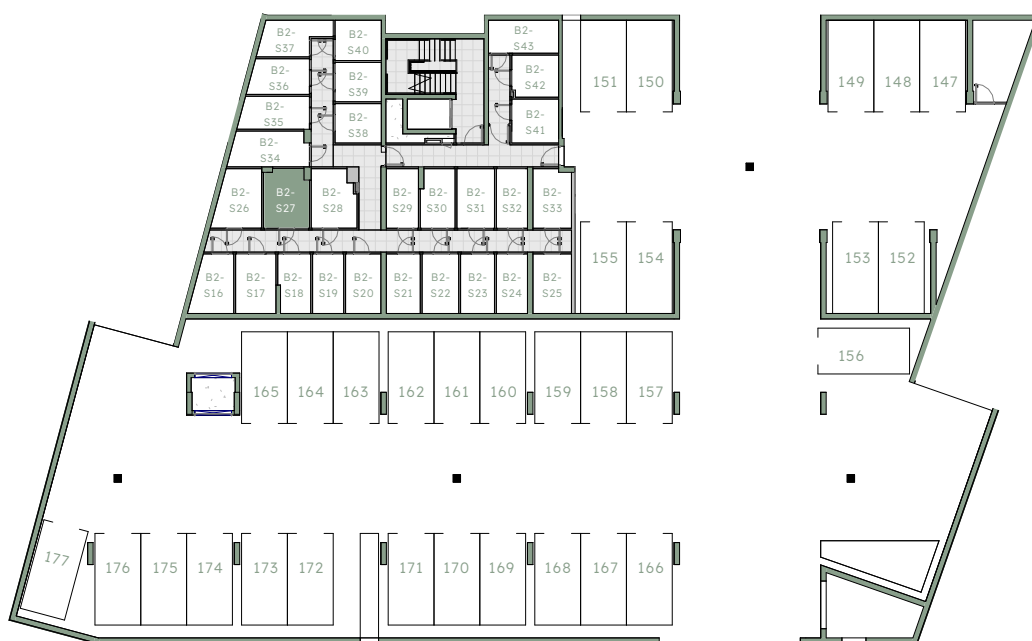 B2-
S37
B2-
S40
B2-
S43
B2-
S36
B2-
S39
B2-
S42
151
150
149
148
147
B2-
S35
B2-
S38
B2-
S41
B2-
S34
B2-
S26
B2-
S27
B2-
S28
B2-
S29
B2-
S30
B2-
S31
B2-
S32
B2-
S33
155
154
153
152
B2-
S16
B2-
S17
B2-
S18
B2-
S19
B2-
S20
B2-
S21
B2-
S22
B2-
S23
B2-
S24
B2-
S25
156
165
164
163
162
161
160
159
158
157
177
176
175
174
173
172
171
170
169
168
167
166